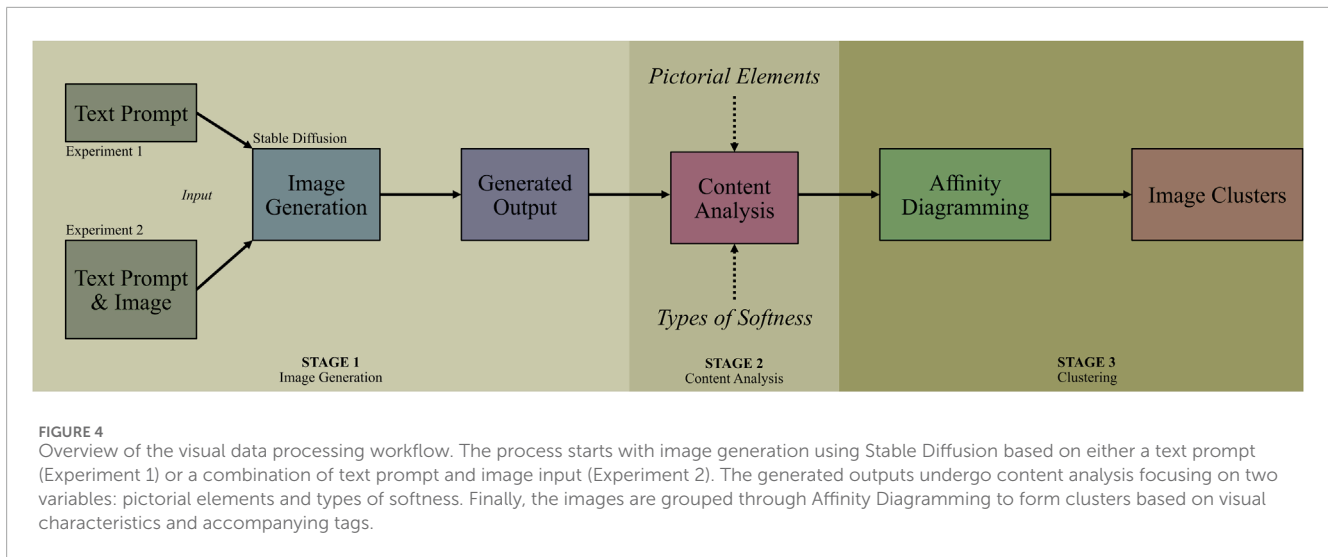 Text Prompt
Experiment 1
Input
Experiment 2
Text Prompt
& Image
Stable Diffusion
Image
Generation
Generated
Output
Pictorial Elements
Content
Analysis
Types of Softness
Affinity
Diagramming
Image Clusters
STAGE 1
Image Generation
STAGE 2
Content Analysis
STAGE 3
Clustering
FIGURE 4
Overview of the visual data processing workflow. The process starts with image generation using Stable Diffusion based on either a text prompt
(Experiment 1) or a combination of text prompt and image input (Experiment 2). The generated outputs undergo content analysis focusing on two
variables: pictorial elements and types of softness. Finally, the images are grouped through Affinity Diagramming to form clusters based on visual
characteristics and accompanying tags.